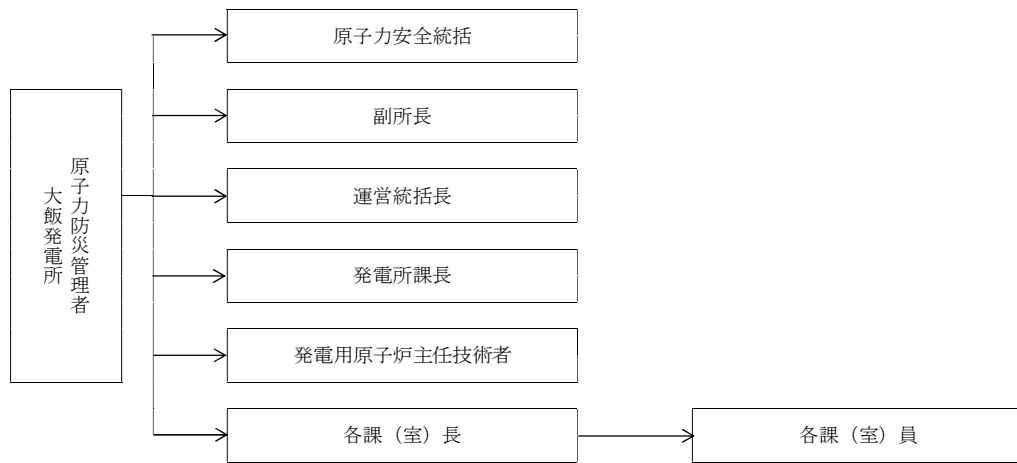 原子力安全統括
副所長
原子力防災管理者
大飯発電所
運営統括長
発電所課長
発電用原子炉主任技術者
各課（室）長
各課（室）員